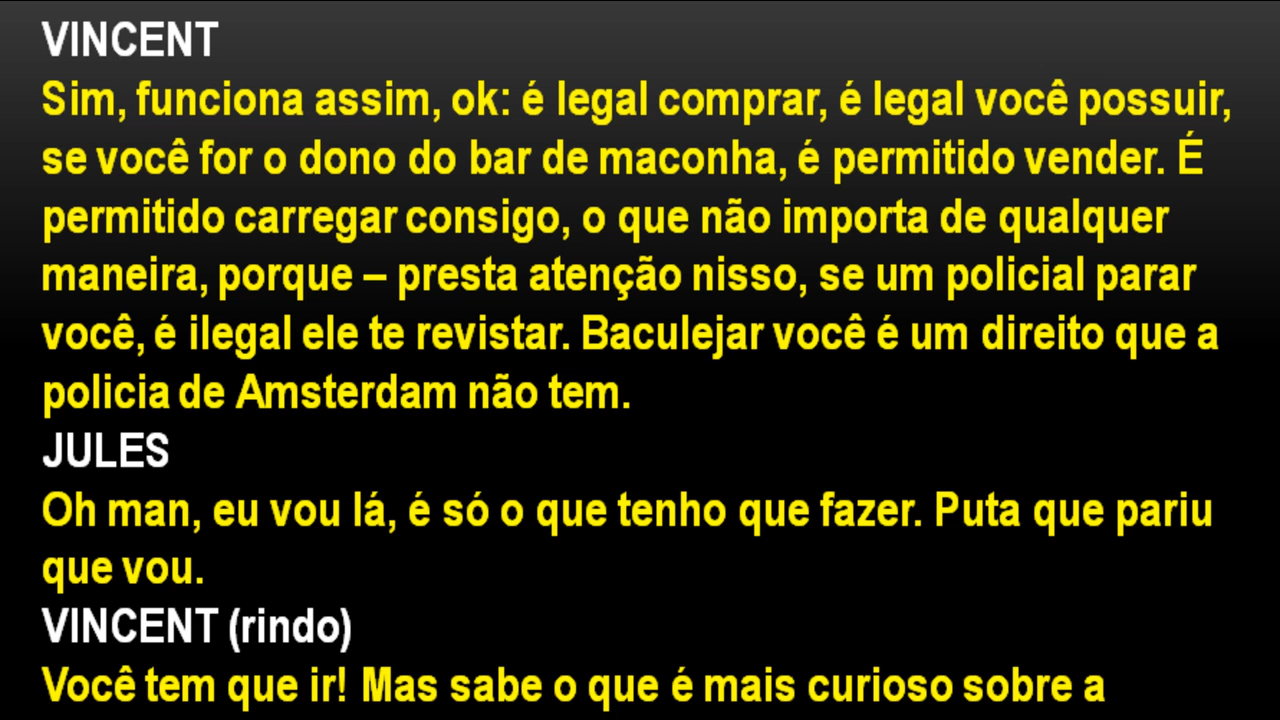 VINCENT
Sim, funciona assim, ok: é legal comprar, é legal você possuir,
se você for o dono do bar de maconha, é permitido vender. É
permitido carregar consigo, o que não importa de qualquer
maneira, porque – presta atenção nisso, se um policial parar
você, é ilegal ele te revistar. Baculejar você é um direito que a
policia de Amsterdam não tem.
JULES
Oh man, eu vou lá, é só o que tenho que fazer. Puta que pariu
que vou.
VINCENT (rindo)
Você tem que ir! Mas sabe o que é mais curioso sobre a